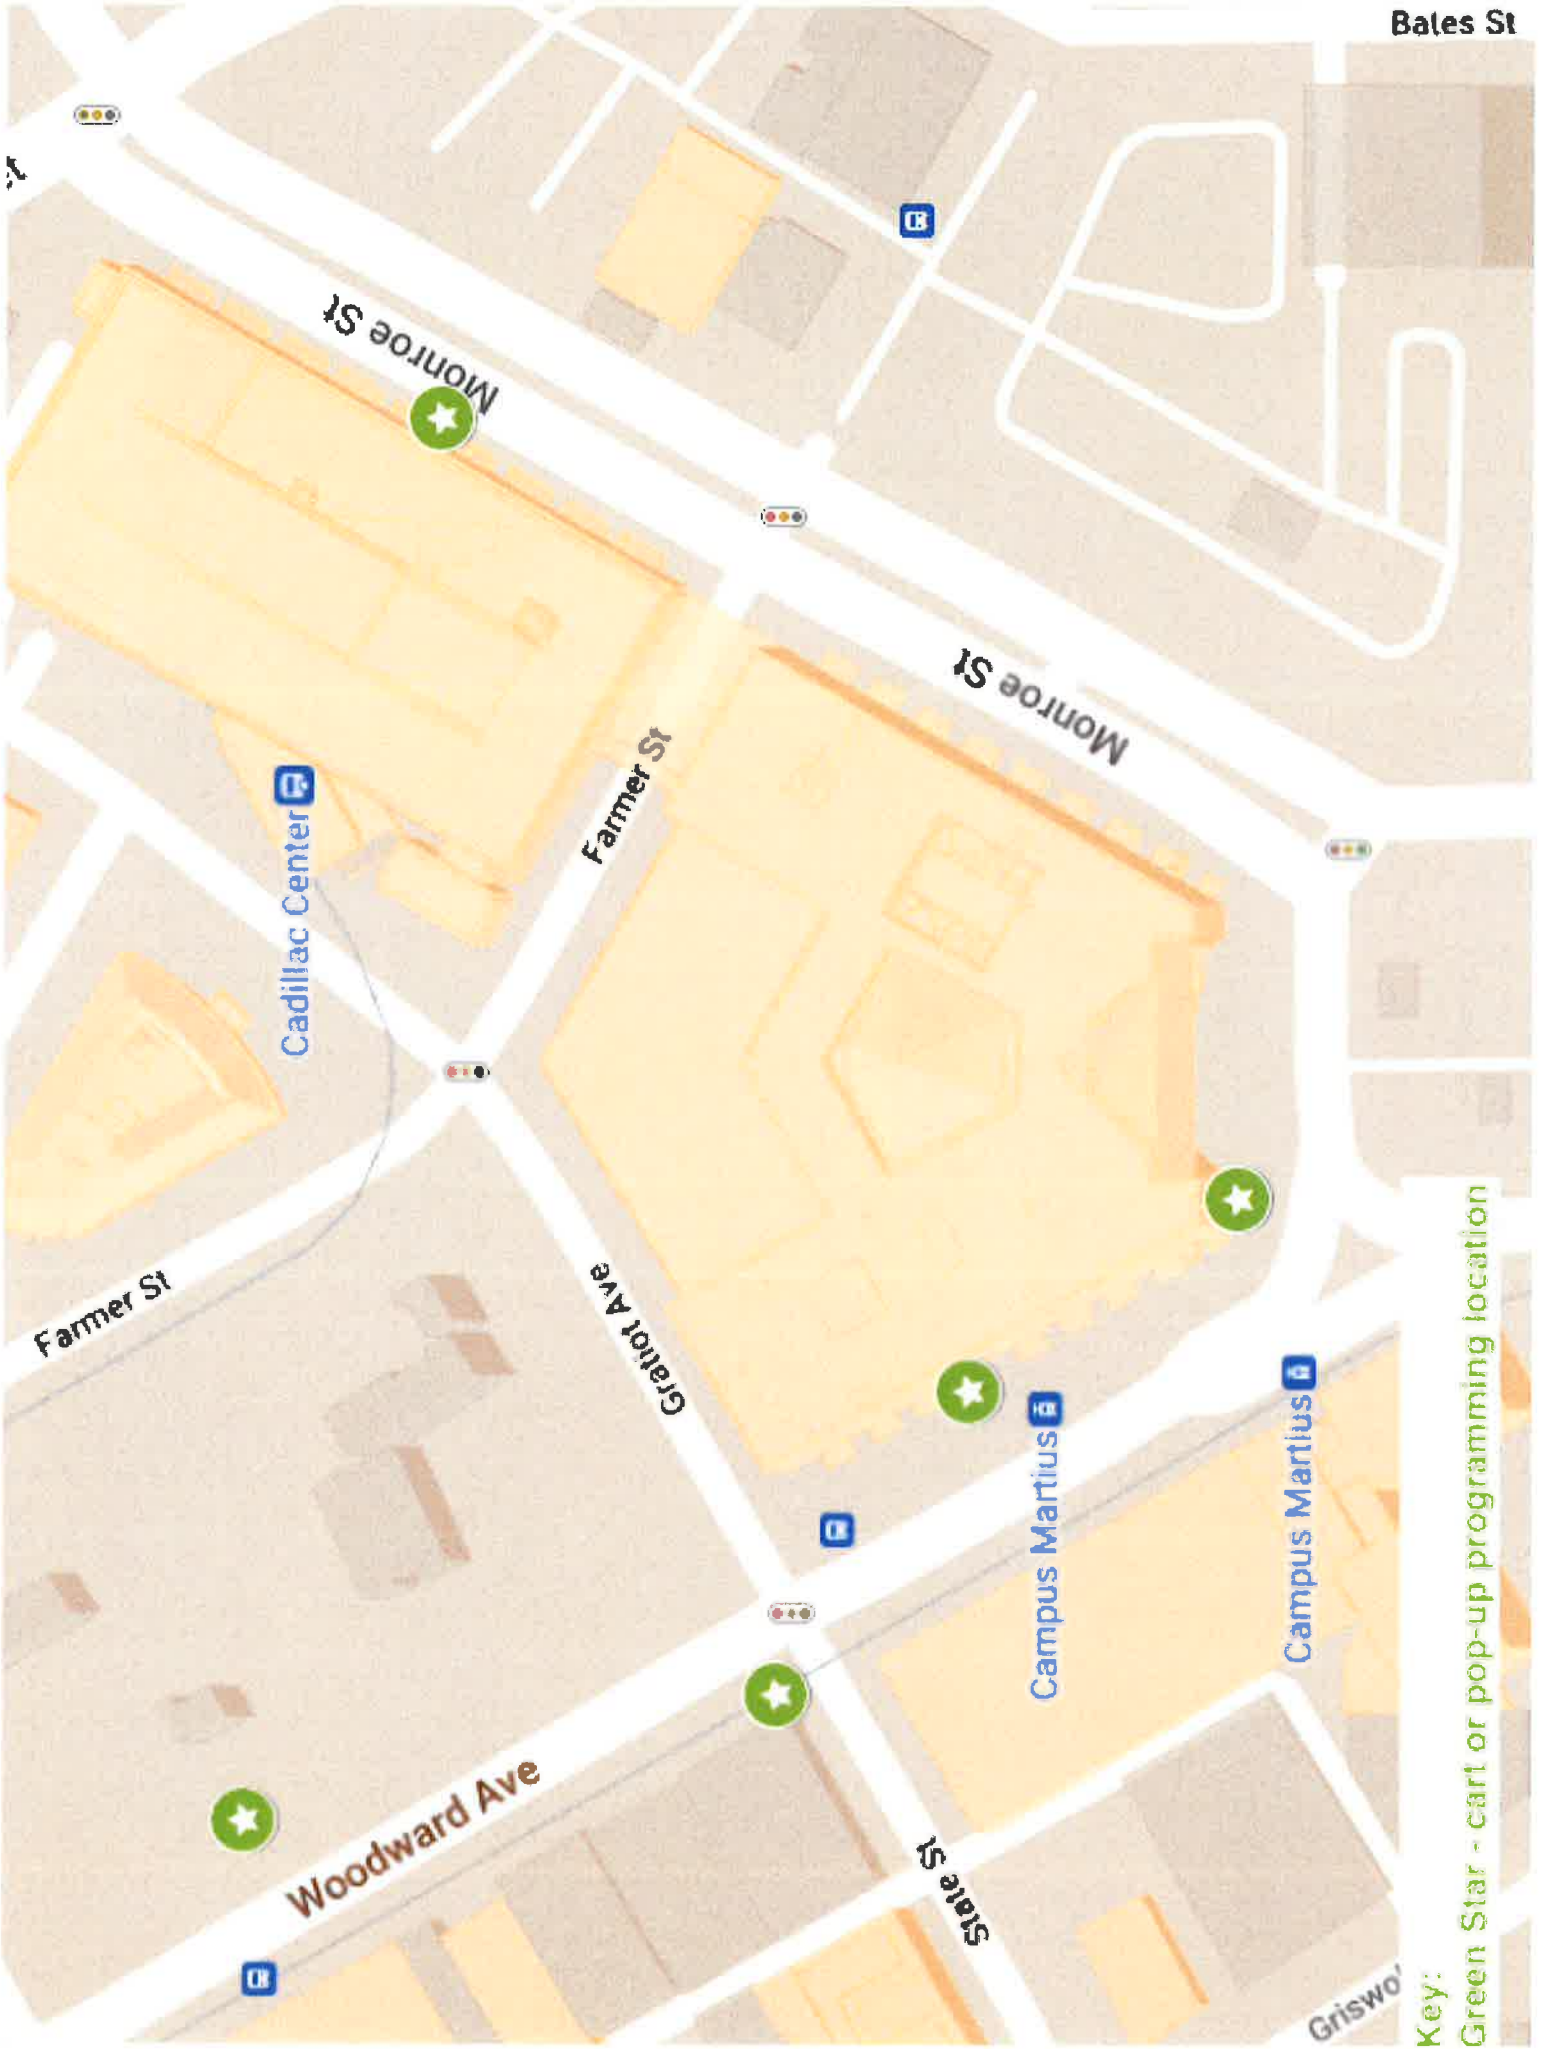 Farmer St
Cadillac Center
Monroe St
Woodward Ave
Farmer St
Gratiot Ave
State St
Campus Martius
Monroe St
Campus Martius
Bates St
Key:
Green Star - cart or pop-up programming location